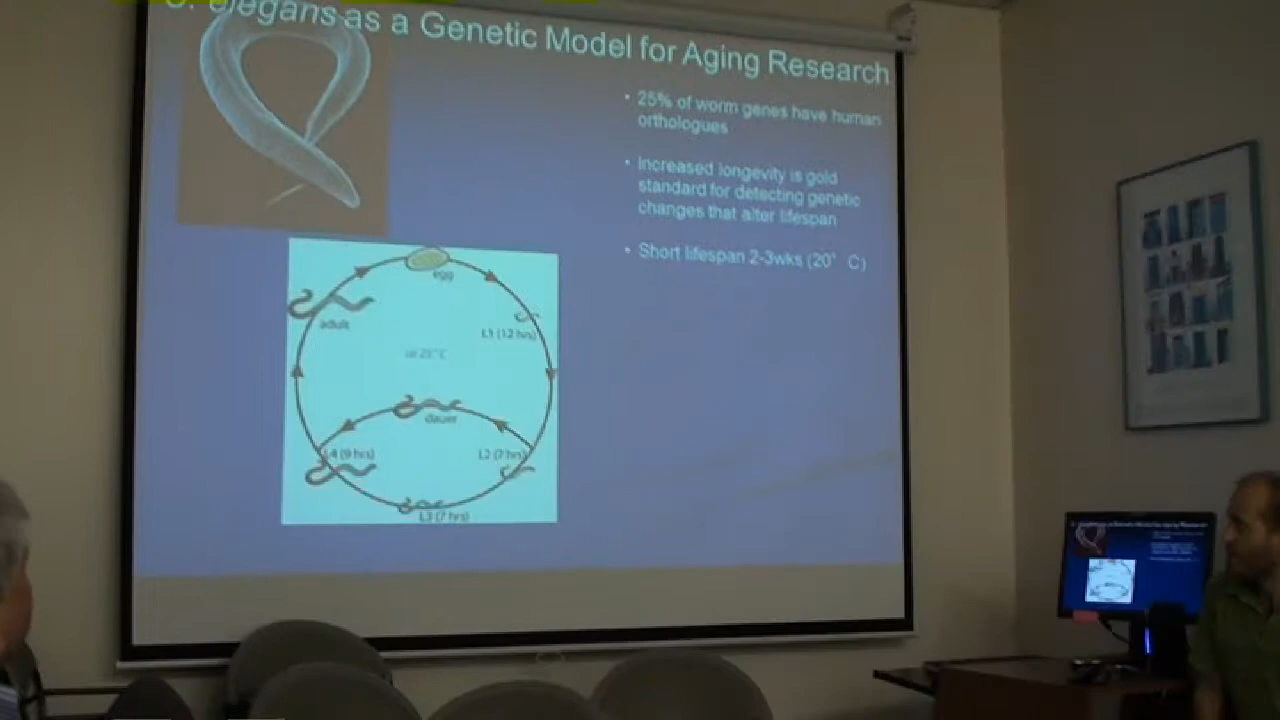 C. elegans as a Genetic Model for Aging Research
• 25% of worm genes have human
orthologues
• Increased longevity is gold
standard for detecting genetic
changes that alter lifespan
• Short lifespan 2-3wks (20° C)
egg
adult
L1 (12 hrs)
at 25°C
dauer
L4 (9 hrs)
L2 (7 hrs)
L3 (7 hrs)